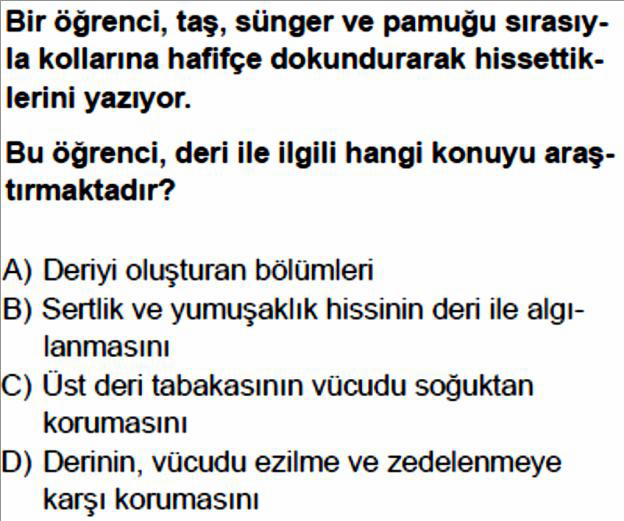 Bir öğrenci, taş, sünger ve pamuğu sırasıy-
la kollarına hafifçe dokundurarak hissettik-
lerini yazıyor.
Bu öğrenci, deri ile ilgili hangi konuyu araş-
tırmaktadır?
A) Deriyi oluşturan bölümleri
B) Sertlik ve yumuşaklık hissinin deri ile algı-
lanmasını
C) Üst deri tabakasının vücudu soğuktan
korumasını
D) Derinin, vücudu ezilme ve zedelenmeye
karşı korumasını